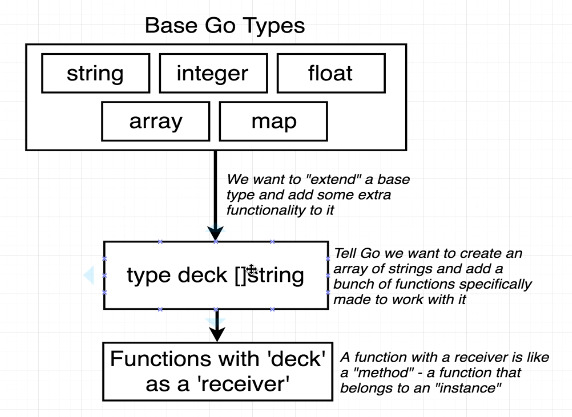 Base Go Types
string integer float
array map
We want to "extend" a base
type and add some extra
functionality to it
type deck []string
Tell Go we want to create an
array of strings and add a
bunch of functions specifically
made to work with it
Functions with 'deck'
as a 'receiver'
A function with a receiver is like
a "method" - a function that
belongs to an "instance"